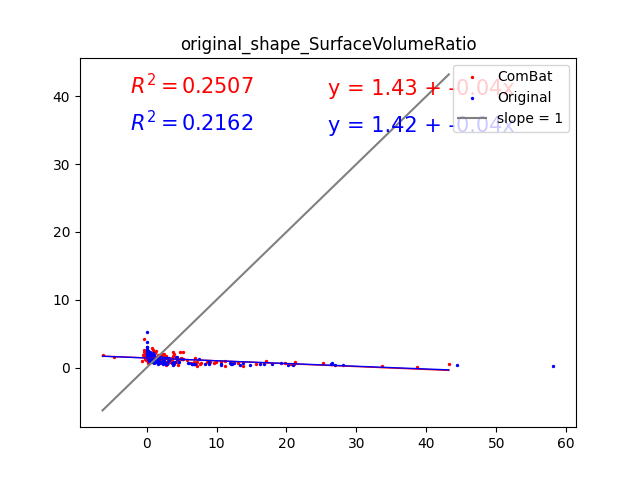 original_shape_SurfaceVolumeRatio
R² = 0.2507 y = 1.43 + -0.04x
R² = 0.2162 y = 1.42 + -0.04x
ComBat
Original
slope = 1
40
30
20
10
0
0 10 20 30 40 50 60